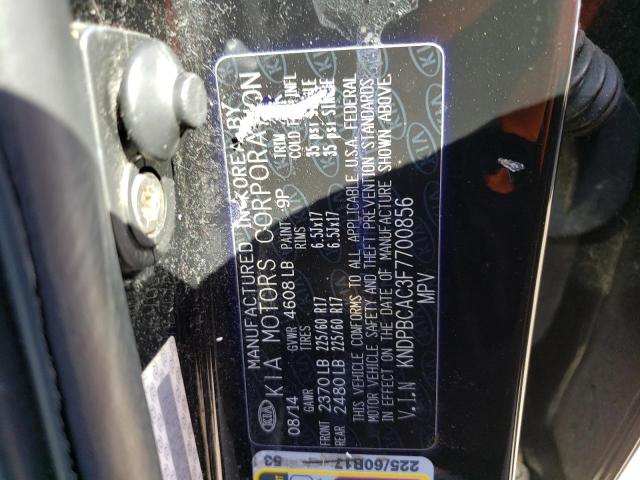 KIA
MANUFACTURED IN KOREA BY
KIA MOTORS CORPORATION
08/14 GVWR 4608 LB PAINT 9P TRIM
GAWR TIRES RIMS COLD INFL
FRONT 2370 LB 225/60 R17 6.5Jx17 35 psi
REAR 2480 LB 225/60 R17 6.5Jx17 35 psi
THIS VEHICLE CONFORMS TO ALL APPLICABLE U.S.A. FEDERAL
MOTOR VEHICLE SAFETY AND THEFT PREVENTION STANDARDS
IN EFFECT ON THE DATE OF MANUFACTURE SHOWN ABOVE.
V.I.N KNDPBCAC3F7700856
MPV
225/60R17
53